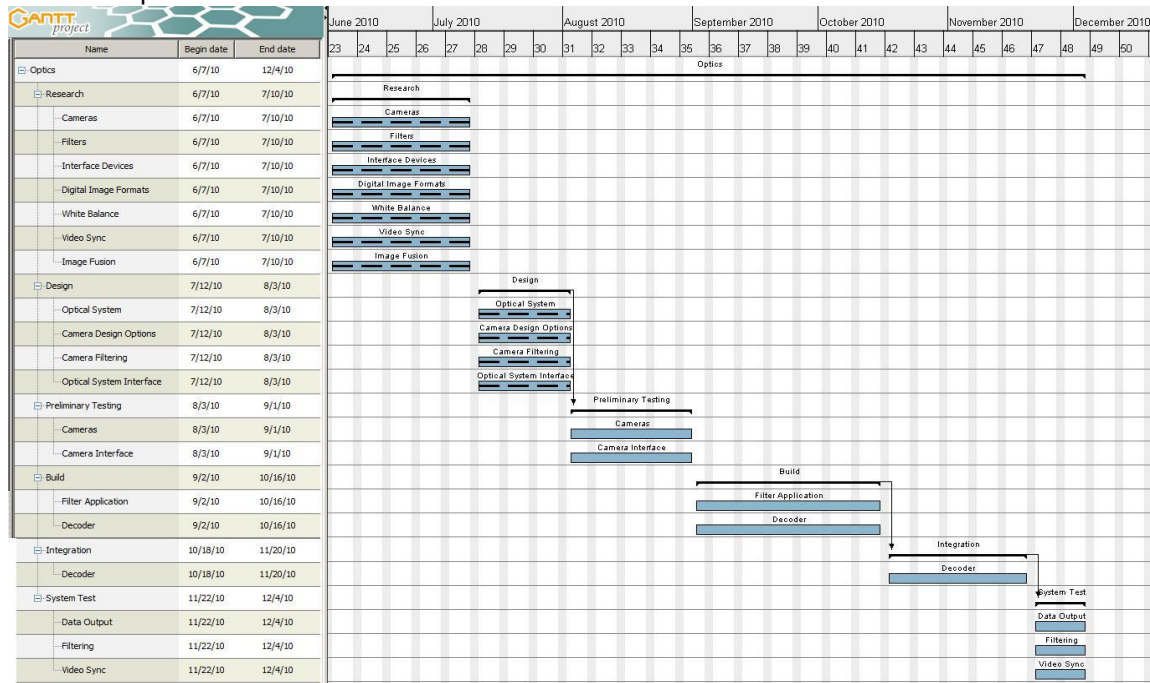 GANTT
project
June 2010 July 2010 August 2010 September 2010 October 2010 November 2010 December 2010
Name Begin date End date 23 24 25 26 27 28 29 30 31 32 33 34 35 36 37 38 39 40 41 42 43 44 45 46 47 48 49 50
Optics 6/7/10 12/4/10 Optics
Research 6/7/10 7/10/10 Research
Cameras 6/7/10 7/10/10 Cameras
Filters 6/7/10 7/10/10 Filters
Interface Devices 6/7/10 7/10/10 Interface Devices
Digital Image Formats 6/7/10 7/10/10 Digital Image Formats
White Balance 6/7/10 7/10/10 White Balance
Video Sync 6/7/10 7/10/10 Video Sync
Image Fusion 6/7/10 7/10/10 Image Fusion
Design 7/12/10 8/3/10 Design
Optical System 7/12/10 8/3/10 Optical System
Camera Design Options 7/12/10 8/3/10 Camera Design Options
Camera Filtering 7/12/10 8/3/10 Camera Filtering
Optical System Interface 7/12/10 8/3/10 Optical System Interface
Preliminary Testing 8/3/10 9/1/10 Preliminary Testing
Cameras 8/3/10 9/1/10 Cameras
Camera Interface 8/3/10 9/1/10 Camera Interface
Build 9/2/10 10/16/10 Build
Filter Application 9/2/10 10/16/10 Filter Application
Decoder 9/2/10 10/16/10 Decoder
Integration 10/18/10 11/20/10 Integration
Decoder 10/18/10 11/20/10 Decoder
System Test 11/22/10 12/4/10 System Test
Data Output 11/22/10 12/4/10 Data Output
Filtering 11/22/10 12/4/10 Filtering
Video Sync 11/22/10 12/4/10 Video Sync